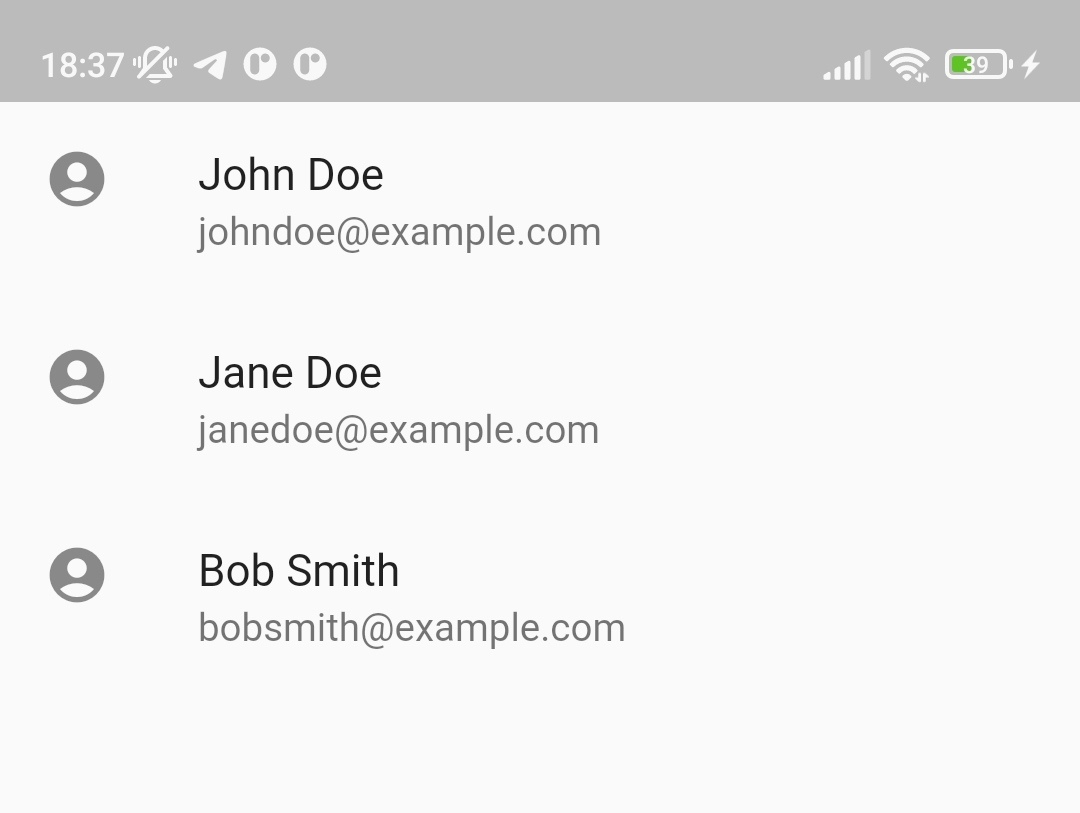 18:37 39
John Doe
johndoe@example.com
Jane Doe
janedoe@example.com
Bob Smith
bobsmith@example.com